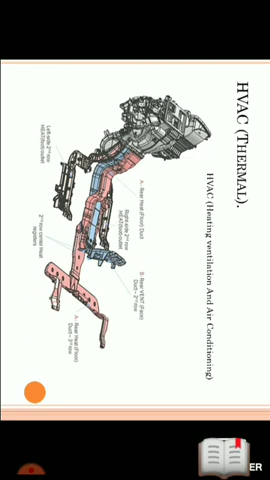 HVAC (THERMAL).
HVAC (Heating ventilation And Air Conditioning)
A:- Rear Heat (Floor) Duct
Right-side 2nd row
HEAT(foot) outlet
B. Rear VENT (Face)
Duct – 2nd row
Left-side 2nd row
HEAT(foot) outlet
2nd row center Heat
registers
A:- Rear Heat (Floor)
Duct – 3rd row
ER